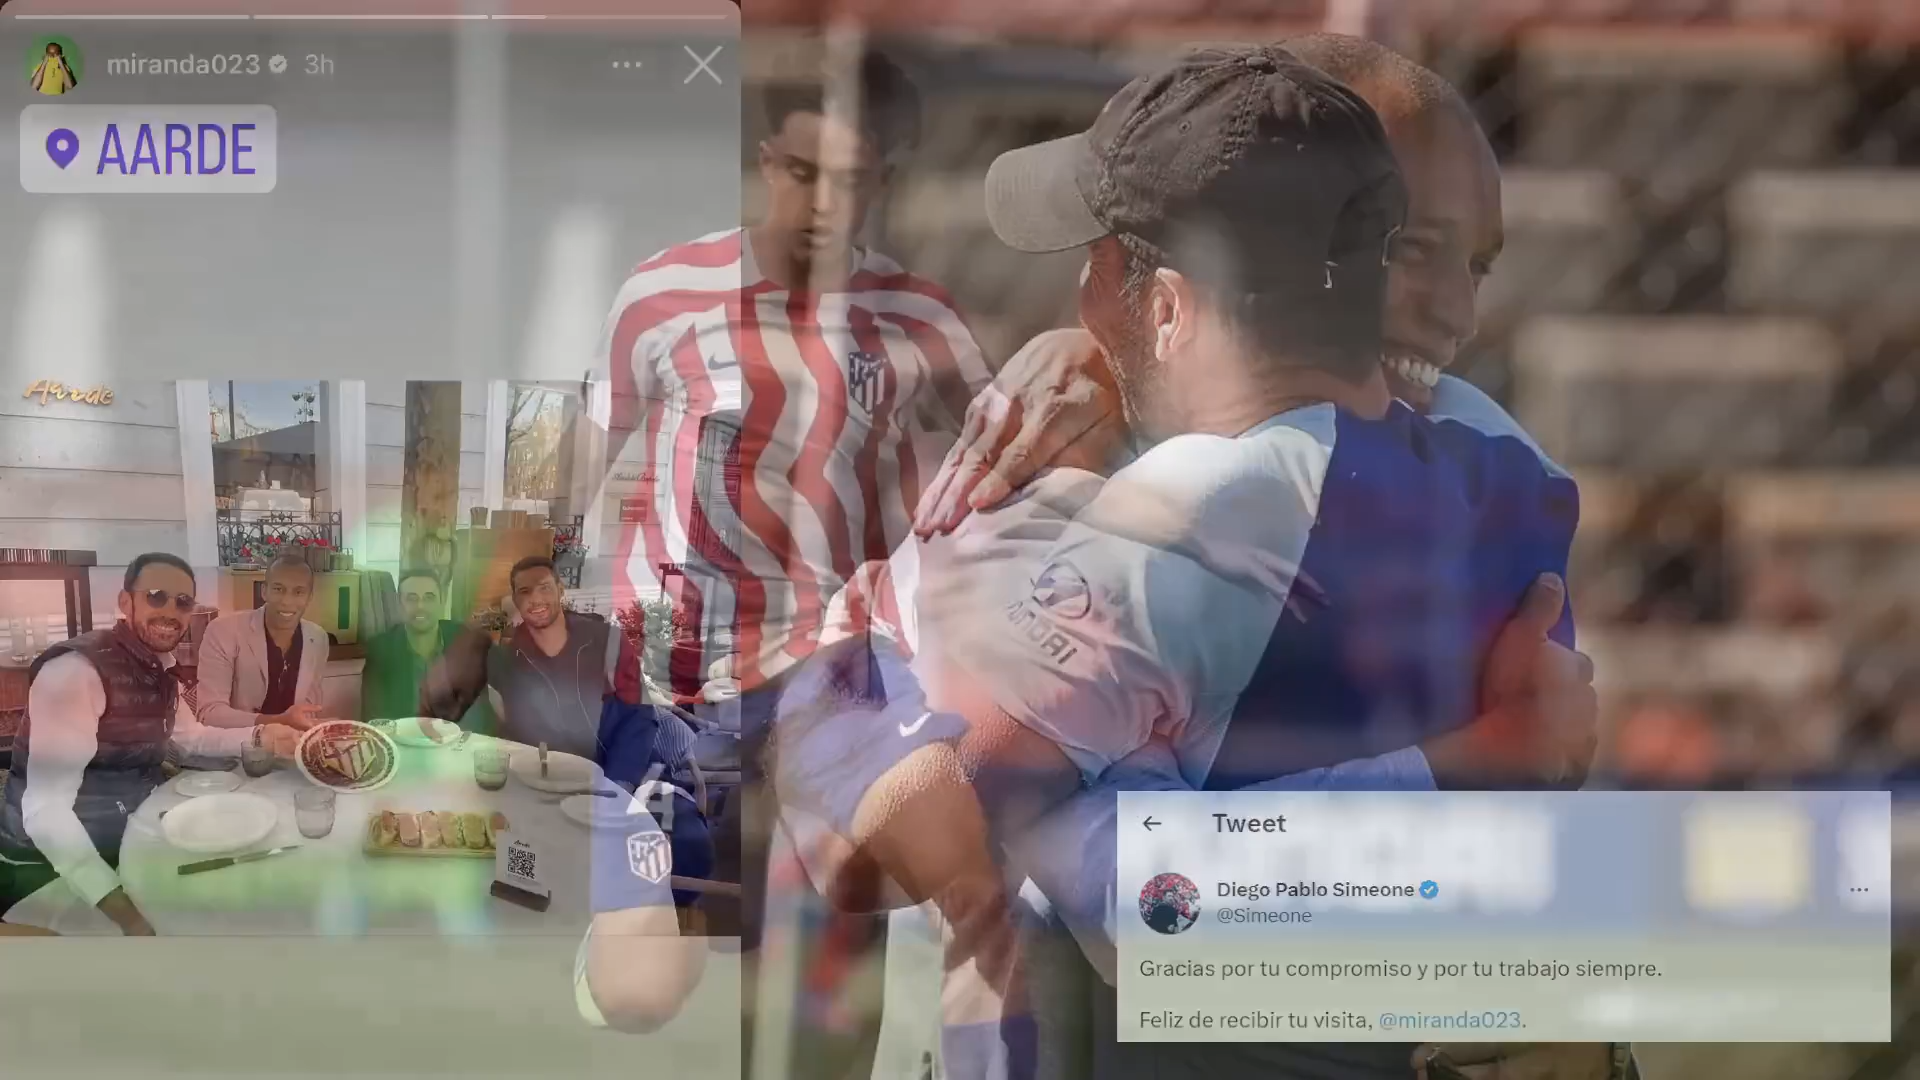 miranda023 3h
AARDE
Aarde
Tweet
Diego Pablo Simeone
@Simeone
Gracias por tu compromiso y por tu trabajo siempre.
Feliz de recibir tu visita, @miranda023.